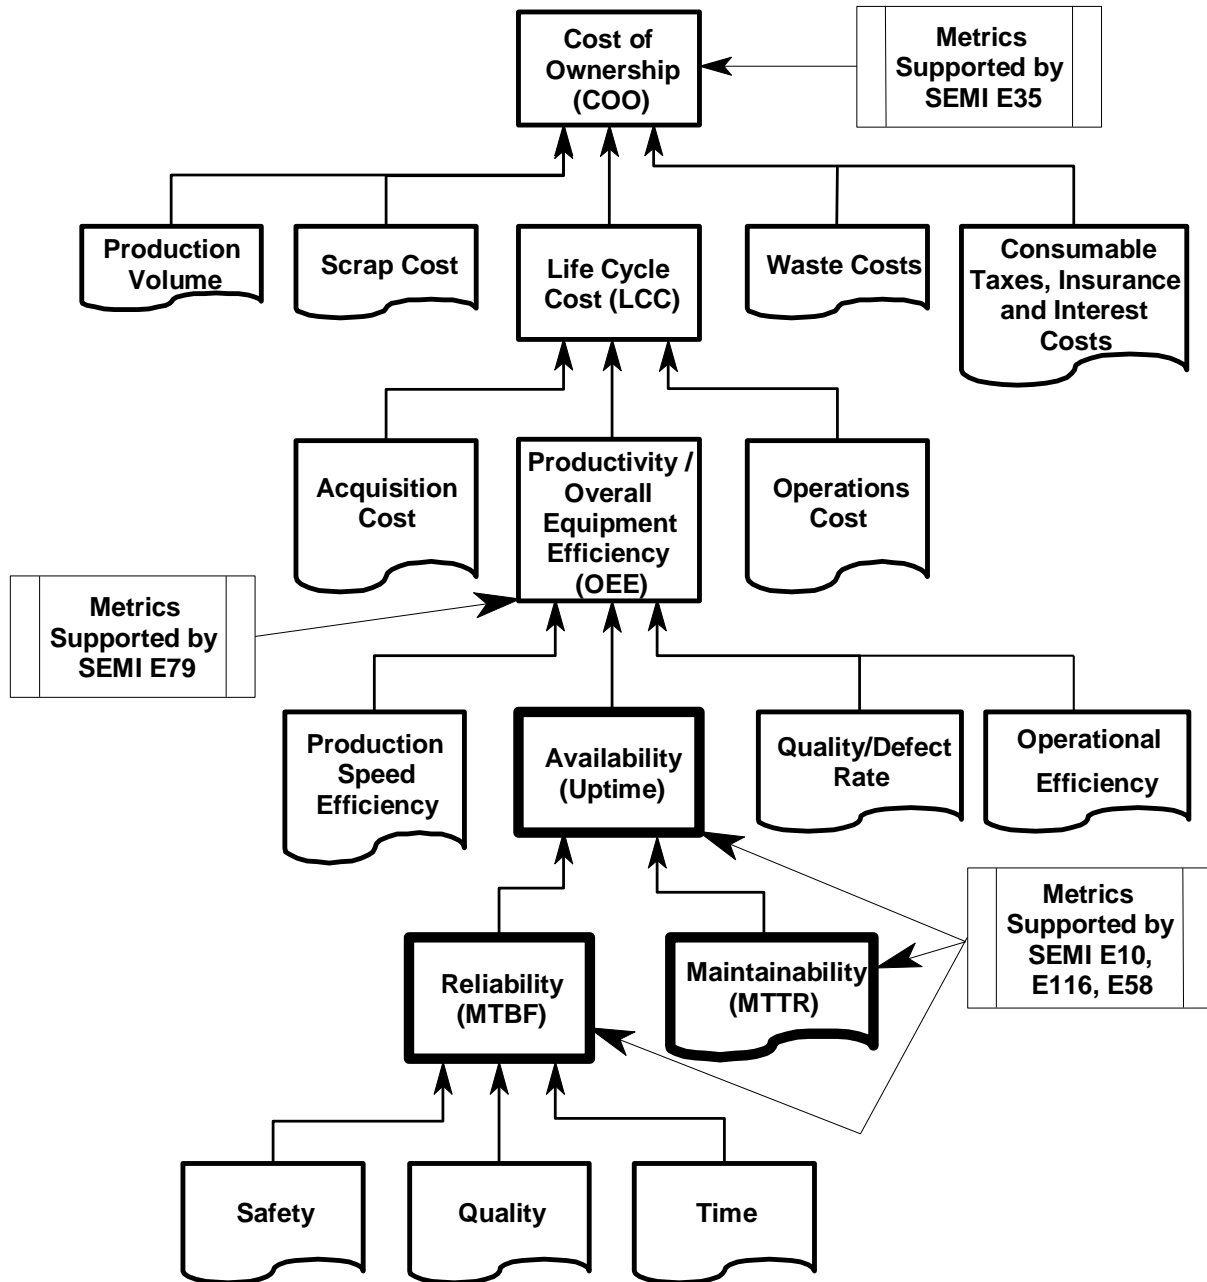 Cost of
Ownership
(COO)
Metrics
Supported by
SEMI E35
Production
Volume
Scrap Cost
Life Cycle
Cost (LCC)
Waste Costs
Consumable
Taxes, Insurance
and Interest
Costs
Acquisition
Cost
Productivity /
Overall
Equipment
Efficiency
(OEE)
Operations
Cost
Metrics
Supported by
SEMI E79
Production
Speed
Efficiency
Availability
(Uptime)
Quality/Defect
Rate
Operational
Efficiency
Reliability
(MTBF)
Maintainability
(MTTR)
Metrics
Supported by
SEMI E10,
E116, E58
Safety
Quality
Time